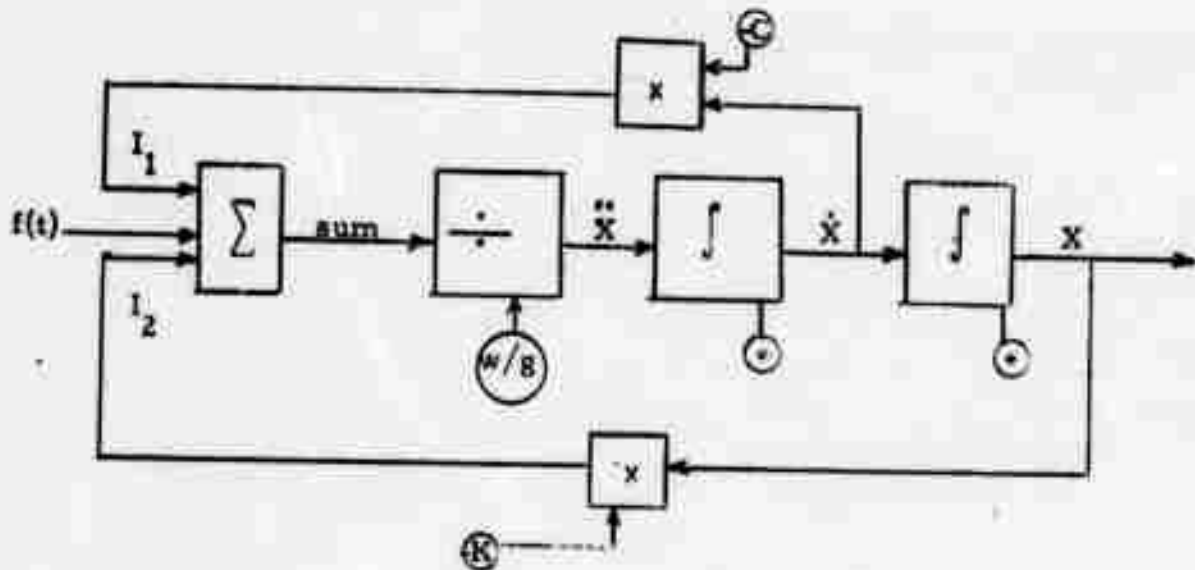 -C
x
I₁
f(t)
Σ
sum
÷
Ẍ
∫
Ẋ
∫
X
I₂
W/g
x
-K